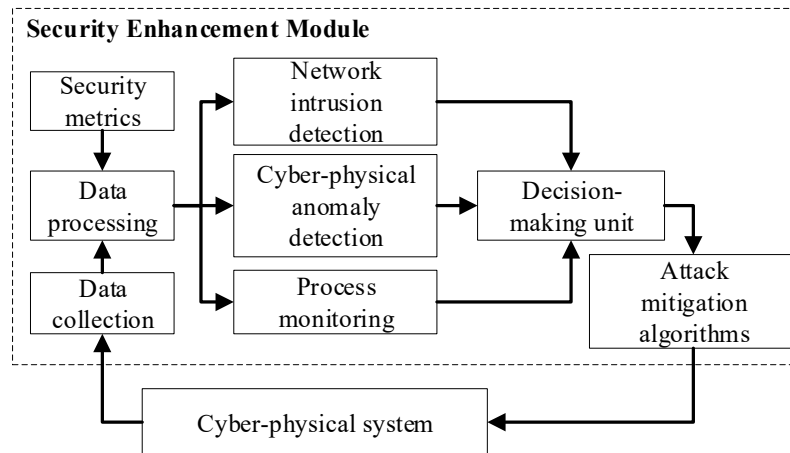 Security Enhancement Module
Security
metrics
Data
processing
Data
collection
Network
intrusion
detection
Cyber-physical
anomaly
detection
Process
monitoring
Decision-
making unit
Attack
mitigation
algorithms
Cyber-physical system